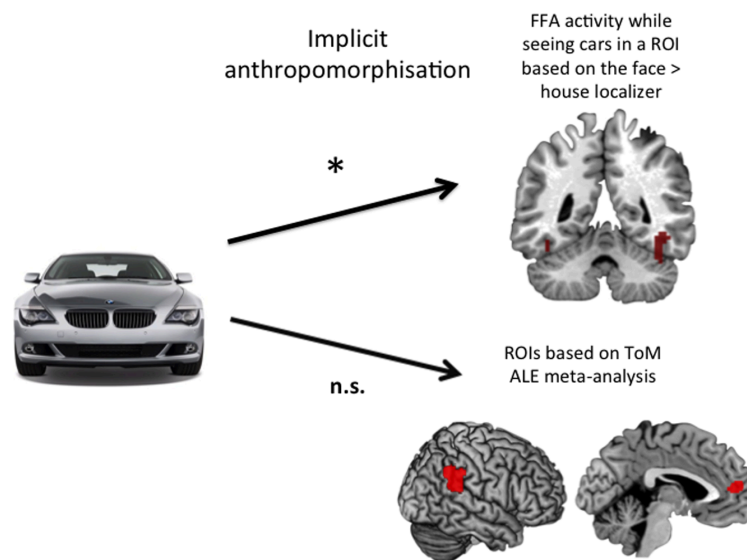 Implicit
anthropomorphisation
FFA activity while
seeing cars in a ROI
based on the face >
house localizer
*
n.s.
ROIs based on ToM
ALE meta-analysis